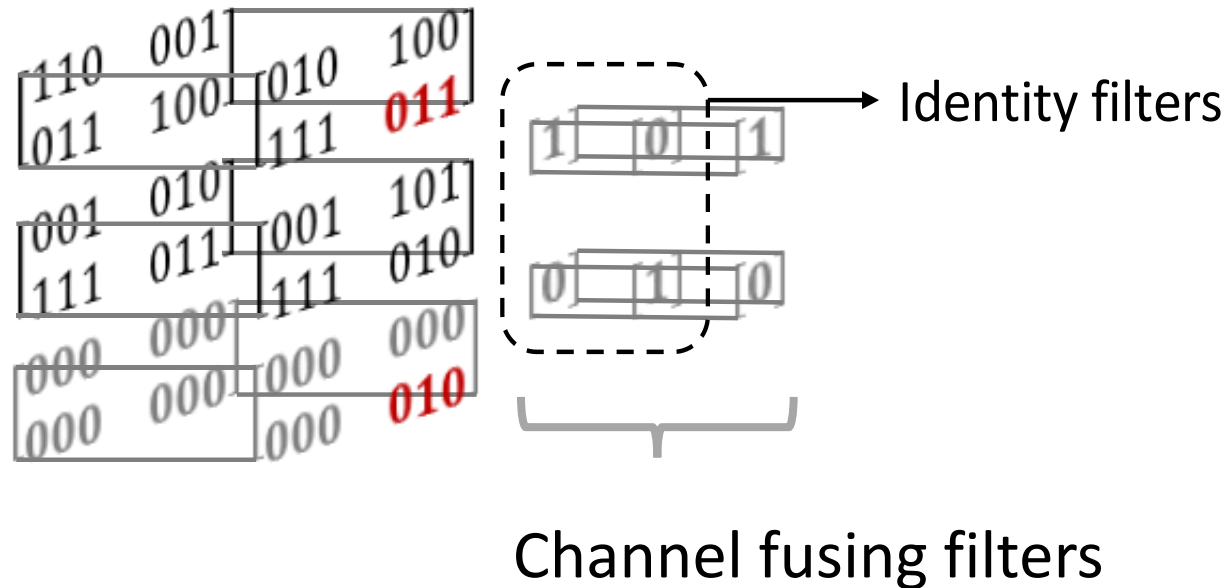 110 001 010 100
011 100 111 011
1 0 1
Identity filters
001 010 001 101
111 011 111 010
0 1 0
000 000 000 000
000 000 000 010
Channel fusing filters